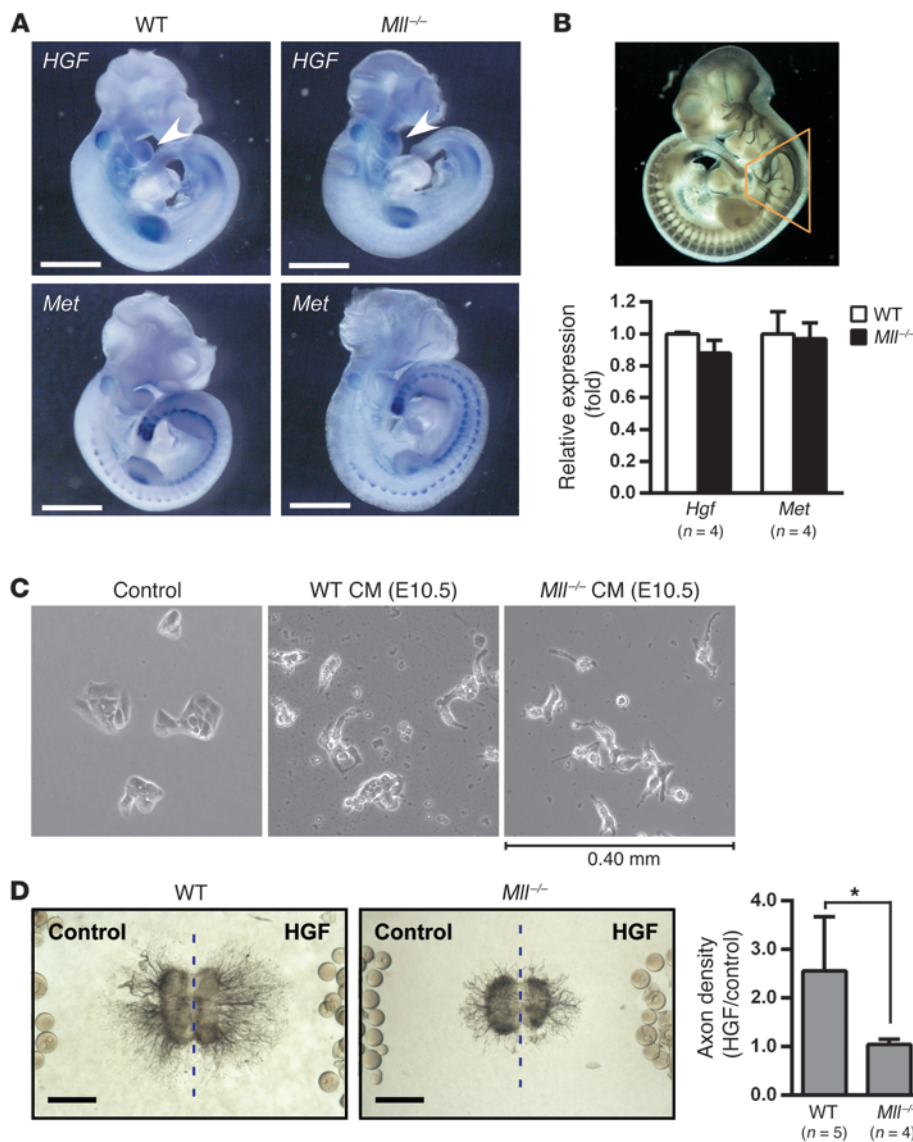 A
WT
Mll–/–
HGF
HGF
Met
Met
B
1.2
1.0
0.8
0.6
0.4
0.2
0.0
Relative expression
(fold)
WT
Mll–/–
Hgf
Met
(n = 4)
(n = 4)
C
Control
WT CM (E10.5)
Mll–/– CM (E10.5)
0.40 mm
D
WT
Mll–/–
Control
HGF
Control
HGF
4.0
3.0
2.0
1.0
0.0
Axon density
(HGF/control)
*
WT
Mll–/–
(n = 5)
(n = 4)